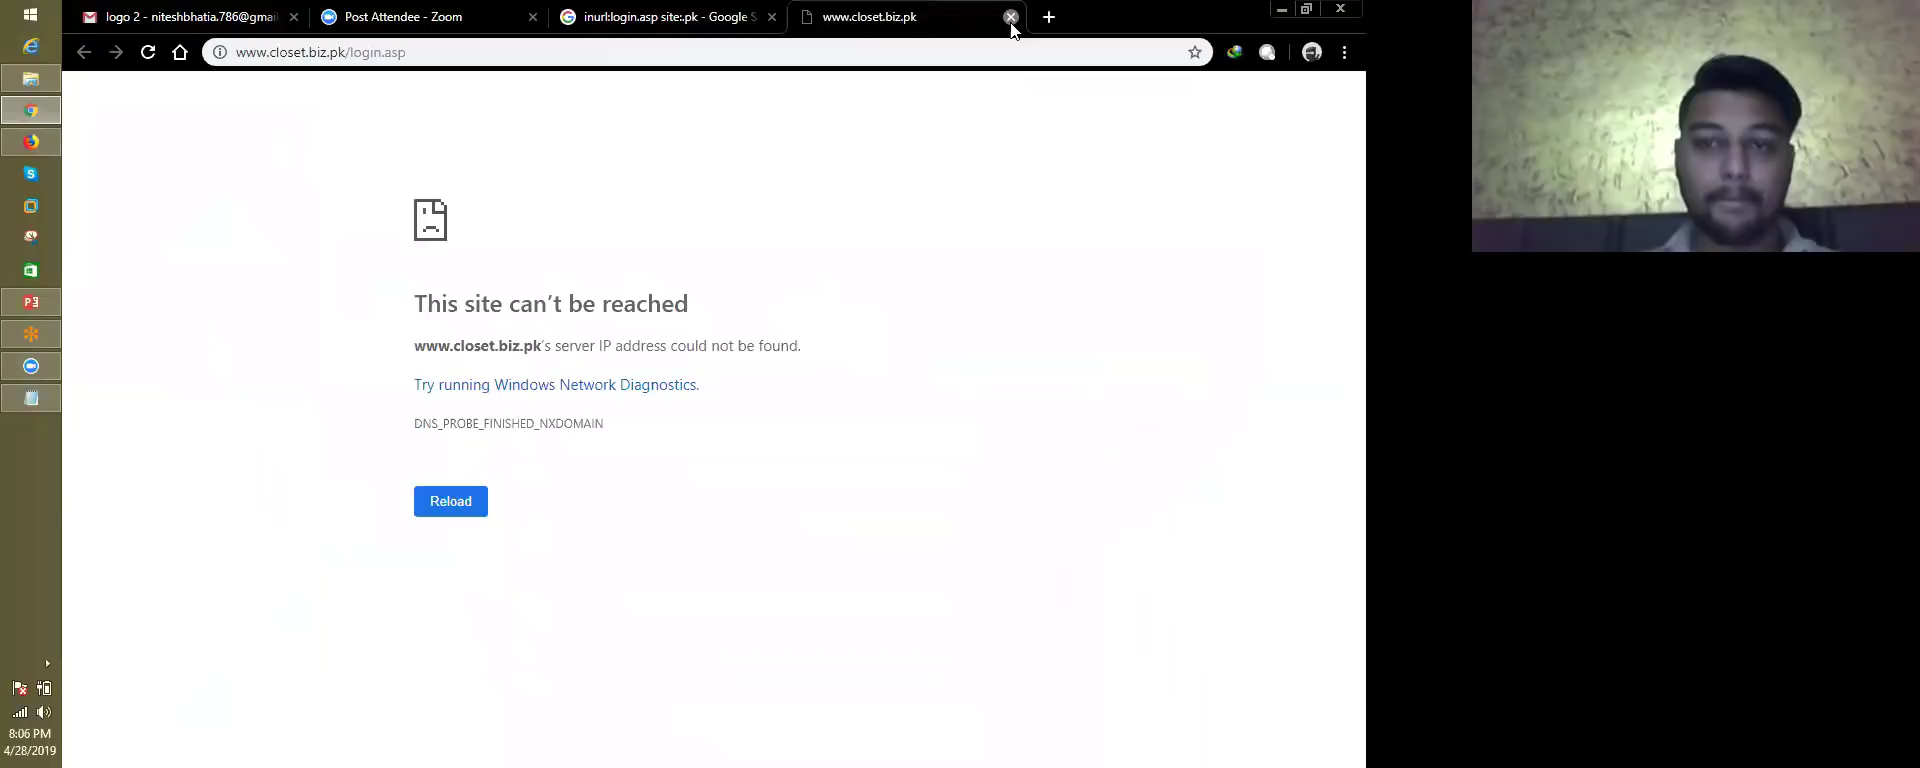 logo 2 - niteshbhatia.786@gmail
Post Attendee - Zoom
inurl:login.asp site:.pk - Google S
www.closet.biz.pk
www.closet.biz.pk/login.asp
This site can’t be reached
www.closet.biz.pk’s server IP address could not be found.
Try running Windows Network Diagnostics.
DNS_PROBE_FINISHED_NXDOMAIN
Reload
8:06 PM
4/28/2019